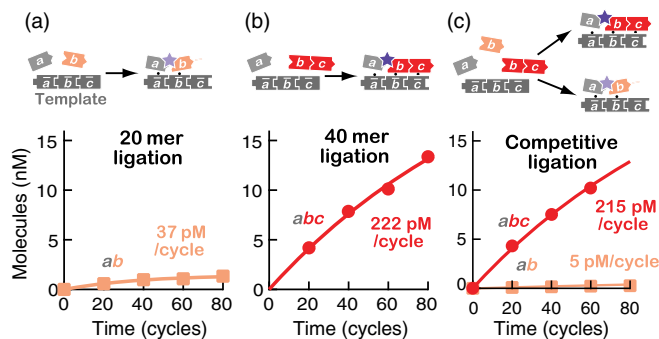 (a)
a b
a b
a̅ b̅ c̅
a̅ b̅ c̅
Template
20 mer
ligation
Molecules (nM)
15
10
5
0
37 pM
/cycle
ab
0 20 40 60 80
Time (cycles)
(b)
a b c
a b c
a̅ b̅ c̅
a̅ b̅ c̅
40 mer
ligation
15
10
5
abc
222 pM
/cycle
0 20 40 60 80
Time (cycles)
(c)
b
a b c
a̅ b̅ c̅
a b c
a̅ b̅ c̅
a b
a̅ b̅ c̅
Competitive
ligation
15
10
5
0
abc
215 pM
/cycle
ab
5 pM/cycle
0 20 40 60 80
Time (cycles)